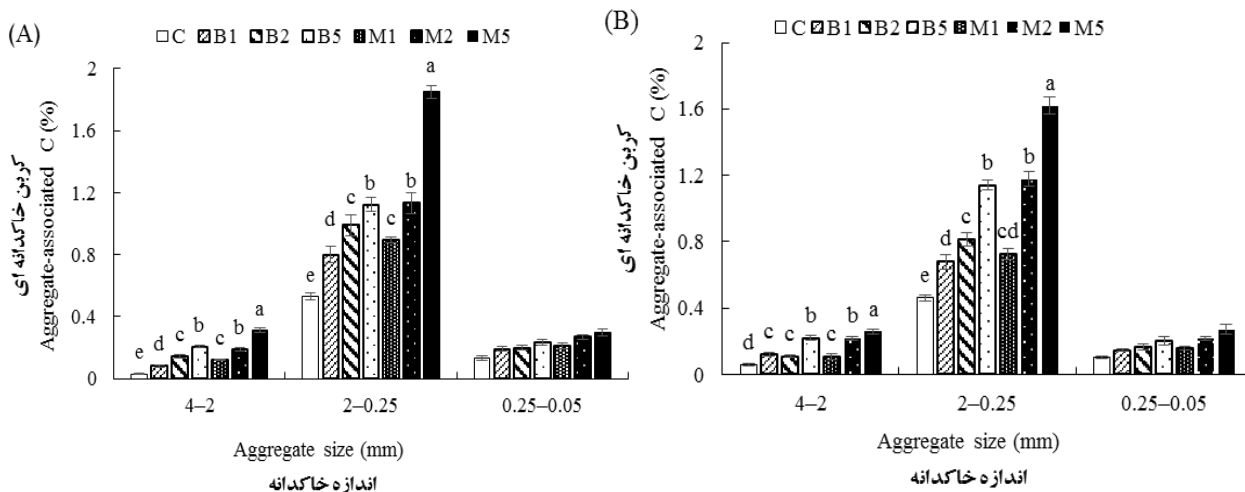 (A)
C B1 B2 B5 M1 M2 M5
2
1.6
1.2
0.8
0.4
0
کربن خاکدانه ای
Aggregate-associated C (%)
e d c b c b a
e d c b c b a
4–2 2–0.25 0.25–0.05
Aggregate size (mm)
اندازه خاکدانه
(B)
C B1 B2 B5 M1 M2 M5
2
1.6
1.2
0.8
0.4
0
کربن خاکدانه ای
Aggregate-associated C (%)
d c c b c b a
e d c b cd b a
4–2 2–0.25 0.25–0.05
Aggregate size (mm)
اندازه خاکدانه